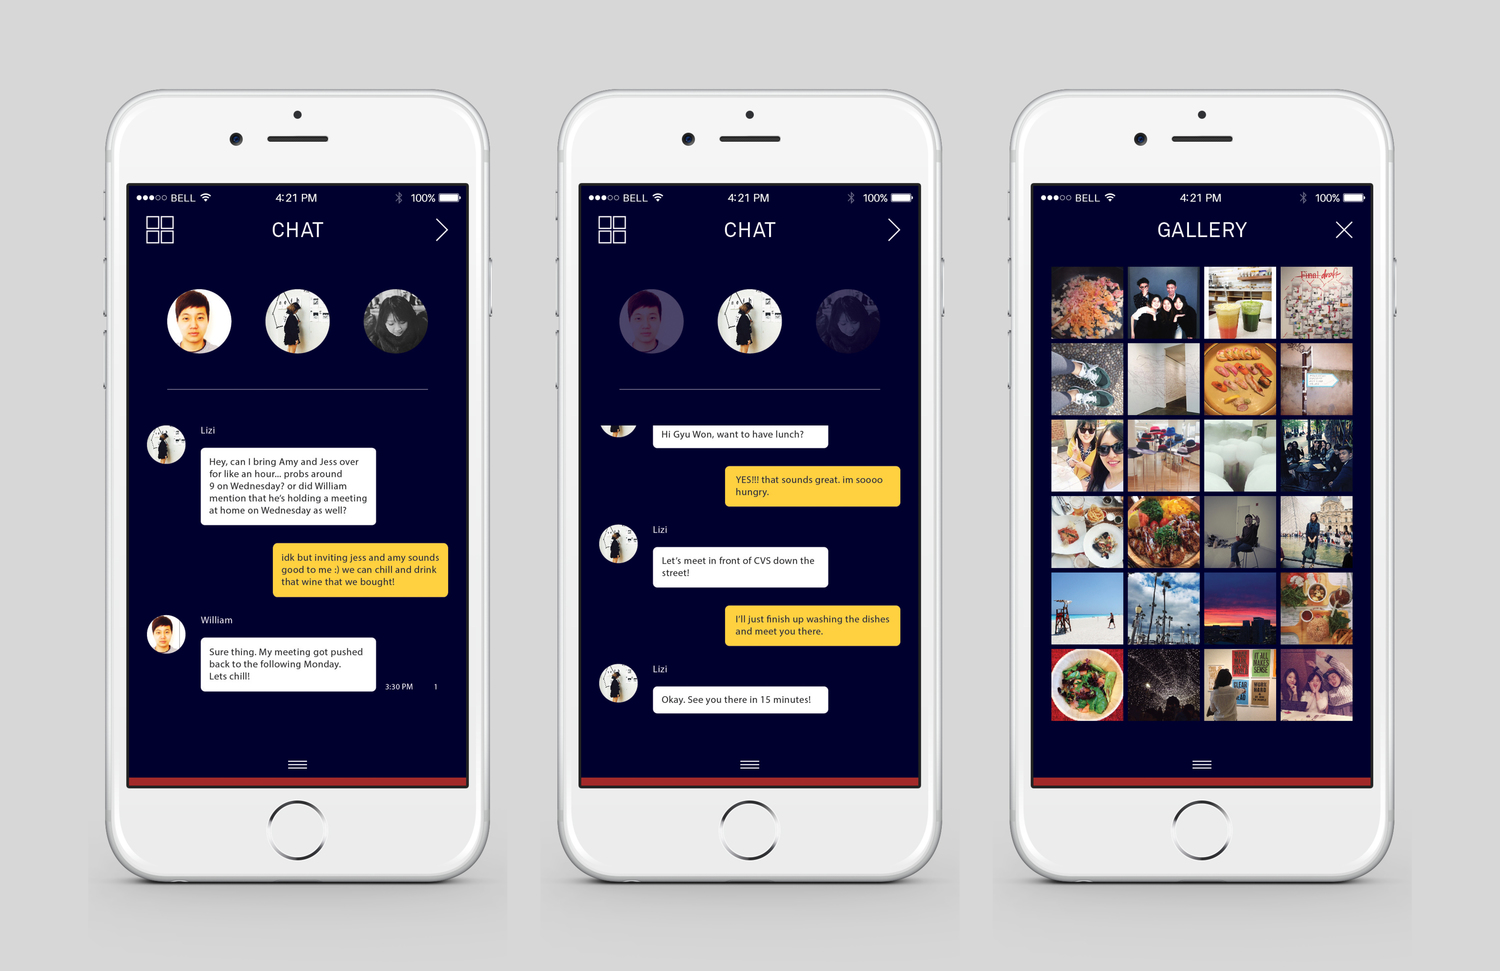 BELL 4:21 PM 100%
CHAT
Lizi
Hey, can I bring Amy and Jess over
for like an hour... probs around
9 on Wednesday? or did William
mention that he's holding a meeting
at home on Wednesday as well?
idk but inviting jess and amy sounds
good to me :) we can chill and drink
that wine that we bought!
William
Sure thing. My meeting got pushed
back to the following Monday.
Lets chill!
3:30 PM 1
BELL 4:21 PM 100%
CHAT
Hi Gyu Won, want to have lunch?
YES!!! that sounds great. im soooo
hungry.
Lizi
Let's meet in front of CVS down the
street!
I'll just finish up washing the dishes
and meet you there.
Lizi
Okay. See you there in 15 minutes!
BELL 4:21 PM 100%
GALLERY
Final draft
IT ALL
MAKES
SENSE
WORK
HARD